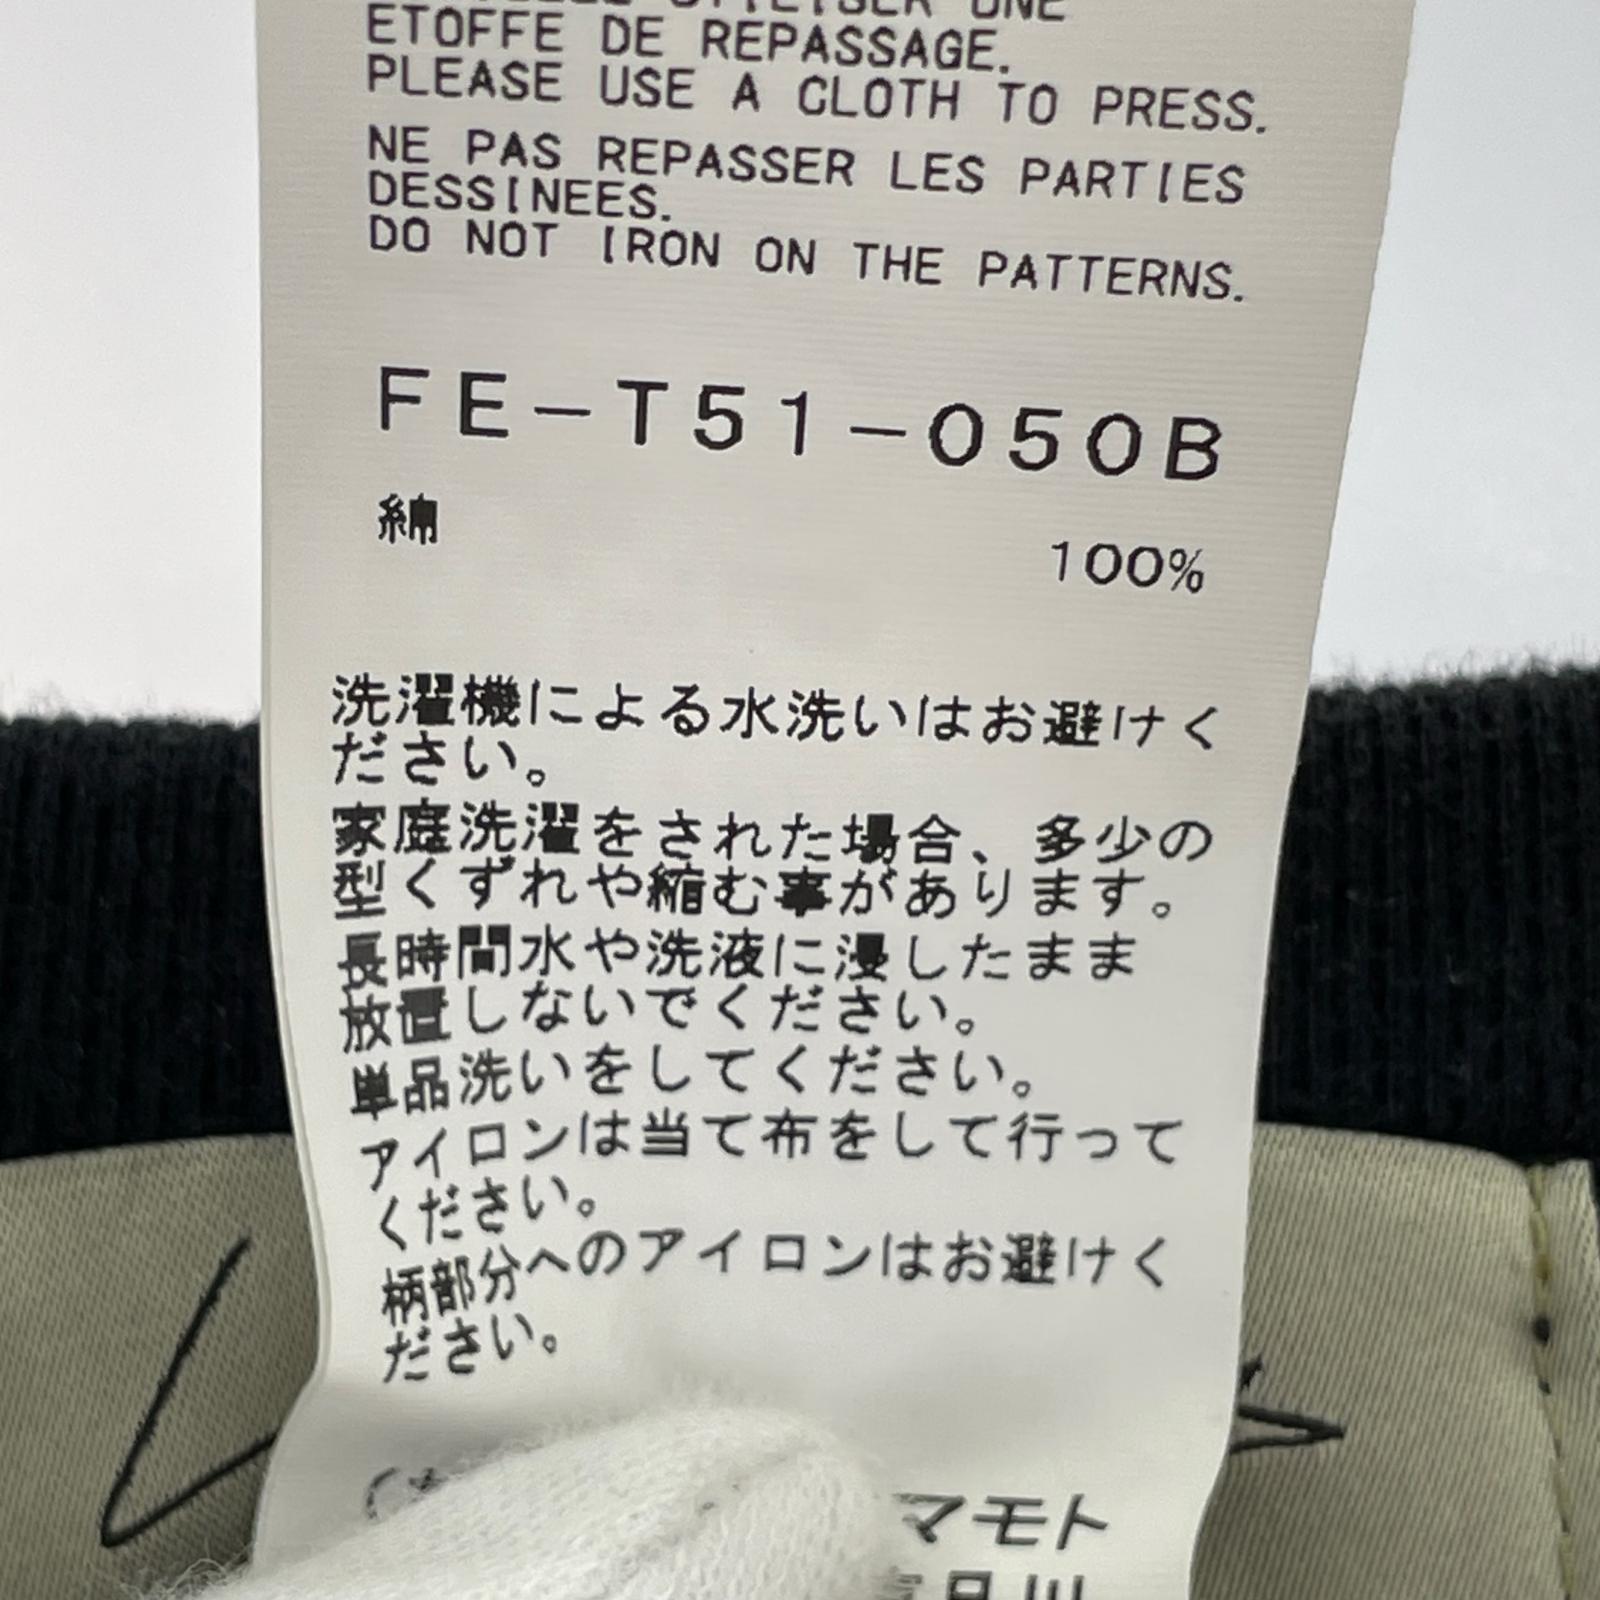 UNE
ETOFFE DE REPASSAGE.
PLEASE USE A CLOTH TO PRESS.
NE PAS REPASSER LES PARTIES
DESSINEES.
DO NOT IRON ON THE PATTERNS.
FE-T51-050B
綿 100%
洗濯機による水洗いはお避けく
ださい。
家庭洗濯をされた場合、多少の
型くずれや縮む事があります。
長時間水や洗液に浸したまま
放置しないでください。
単品洗いをしてください。
アイロンは当て布をして行って
ください。
柄部分へのアイロンはお避けく
ださい。
マモト
品川